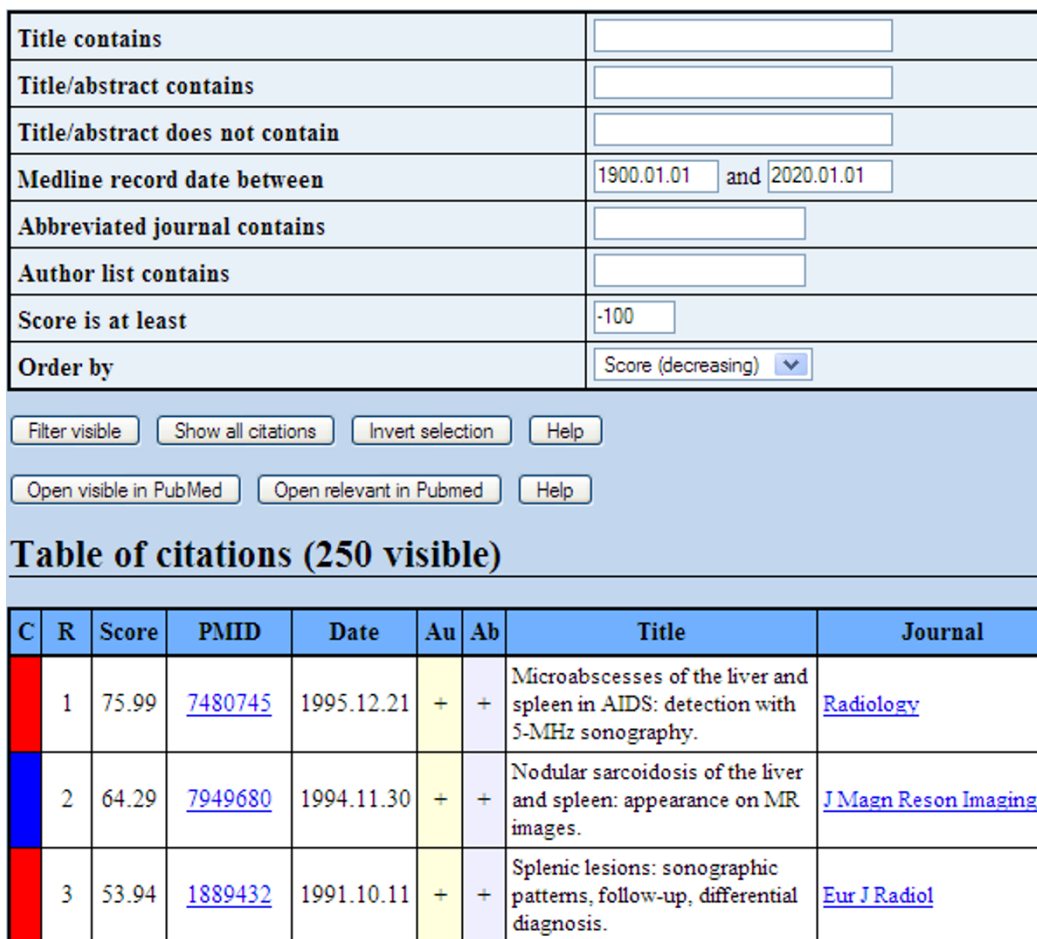 Title contains
Title/abstract contains
Title/abstract does not contain
Medline record date between 1900.01.01 and 2020.01.01
Abbreviated journal contains
Author list contains
Score is at least -100
Order by Score (decreasing)
Filter visible Show all citations Invert selection Help
Open visible in PubMed Open relevant in Pubmed Help
Table of citations (250 visible)
C R Score PMID Date Au Ab Title Journal
Microabscesses of the liver and
1 75.99 7480745 1995.12.21 + + spleen in AIDS: detection with Radiology
5-MHz sonography.
Nodular sarcoidosis of the liver
2 64.29 7949680 1994.11.30 + + and spleen: appearance on MR J Magn Reson Imaging
images.
Splenic lesions: sonographic
3 53.94 1889432 1991.10.11 + + patterns, follow-up, differential Eur J Radiol
diagnosis.